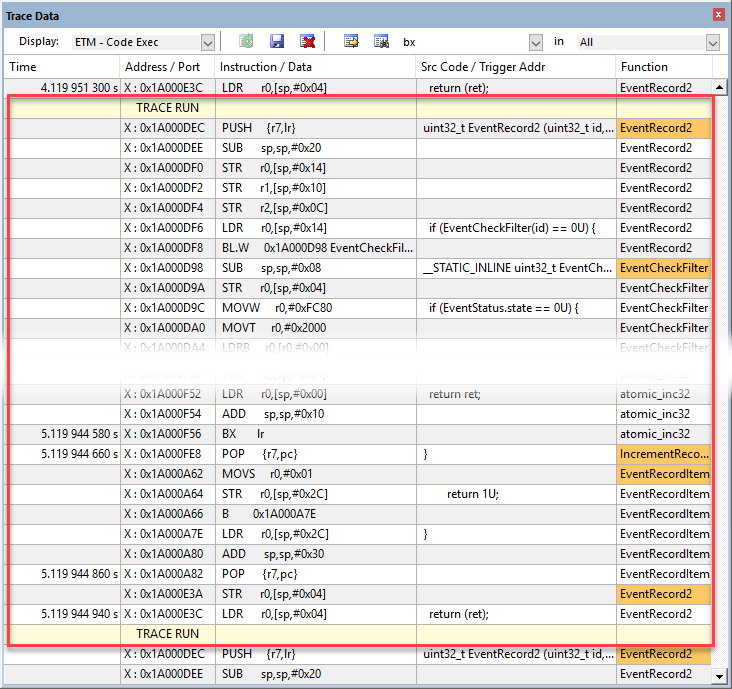 Trace Data
Display: ETM - Code Exec bx in All
Time Address / Port Instruction / Data Src Code / Trigger Addr Function
4.119 951 300 s X : 0x1A000E3C LDR r0,[sp,#0x04] return (ret); EventRecord2
TRACE RUN
X : 0x1A000DEC PUSH {r7,lr} uint32_t EventRecord2 (uint32_t id,... EventRecord2
X : 0x1A000DEE SUB sp,sp,#0x20 EventRecord2
X : 0x1A000DF0 STR r0,[sp,#0x14] EventRecord2
X : 0x1A000DF2 STR r1,[sp,#0x10] EventRecord2
X : 0x1A000DF4 STR r2,[sp,#0x0C] EventRecord2
X : 0x1A000DF6 LDR r0,[sp,#0x14] if (EventCheckFilter(id) == 0U) { EventRecord2
X : 0x1A000DF8 BL.W 0x1A000D98 EventCheckFil... EventRecord2
X : 0x1A000D98 SUB sp,sp,#0x08 __STATIC_INLINE uint32_t EventCh... EventCheckFilter
X : 0x1A000D9A STR r0,[sp,#0x04] EventCheckFilter
X : 0x1A000D9C MOVW r0,#0xFC80 if (EventStatus.state == 0U) { EventCheckFilter
X : 0x1A000DA0 MOVT r0,#0x2000 EventCheckFilter
X : 0x1A000DA4 LDRB r0,[r0,#0x00] EventCheckFilter
X : 0x1A000F52 LDR r0,[sp,#0x00] return ret; atomic_inc32
X : 0x1A000F54 ADD sp,sp,#0x10 atomic_inc32
5.119 944 580 s X : 0x1A000F56 BX lr atomic_inc32
5.119 944 660 s X : 0x1A000FE8 POP {r7,pc} } IncrementReco...
X : 0x1A000A62 MOVS r0,#0x01 EventRecordItem
X : 0x1A000A64 STR r0,[sp,#0x2C] return 1U; EventRecordItem
X : 0x1A000A66 B 0x1A000A7E EventRecordItem
X : 0x1A000A7E LDR r0,[sp,#0x2C] } EventRecordItem
X : 0x1A000A80 ADD sp,sp,#0x30 EventRecordItem
5.119 944 860 s X : 0x1A000A82 POP {r7,pc} EventRecordItem
X : 0x1A000E3A STR r0,[sp,#0x04] EventRecord2
5.119 944 940 s X : 0x1A000E3C LDR r0,[sp,#0x04] return (ret); EventRecord2
TRACE RUN
X : 0x1A000DEC PUSH {r7,lr} uint32_t EventRecord2 (uint32_t id,... EventRecord2
X : 0x1A000DEE SUB sp,sp,#0x20 EventRecord2